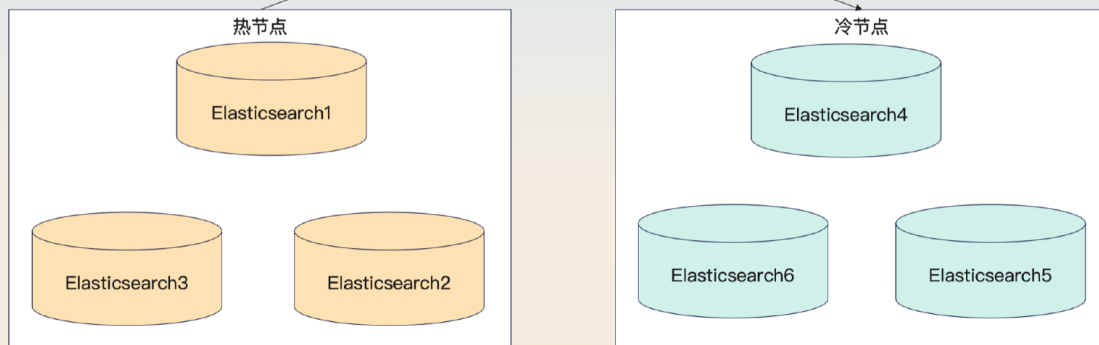 热节点
冷节点
Elasticsearch1
Elasticsearch4
Elasticsearch3
Elasticsearch2
Elasticsearch6
Elasticsearch5